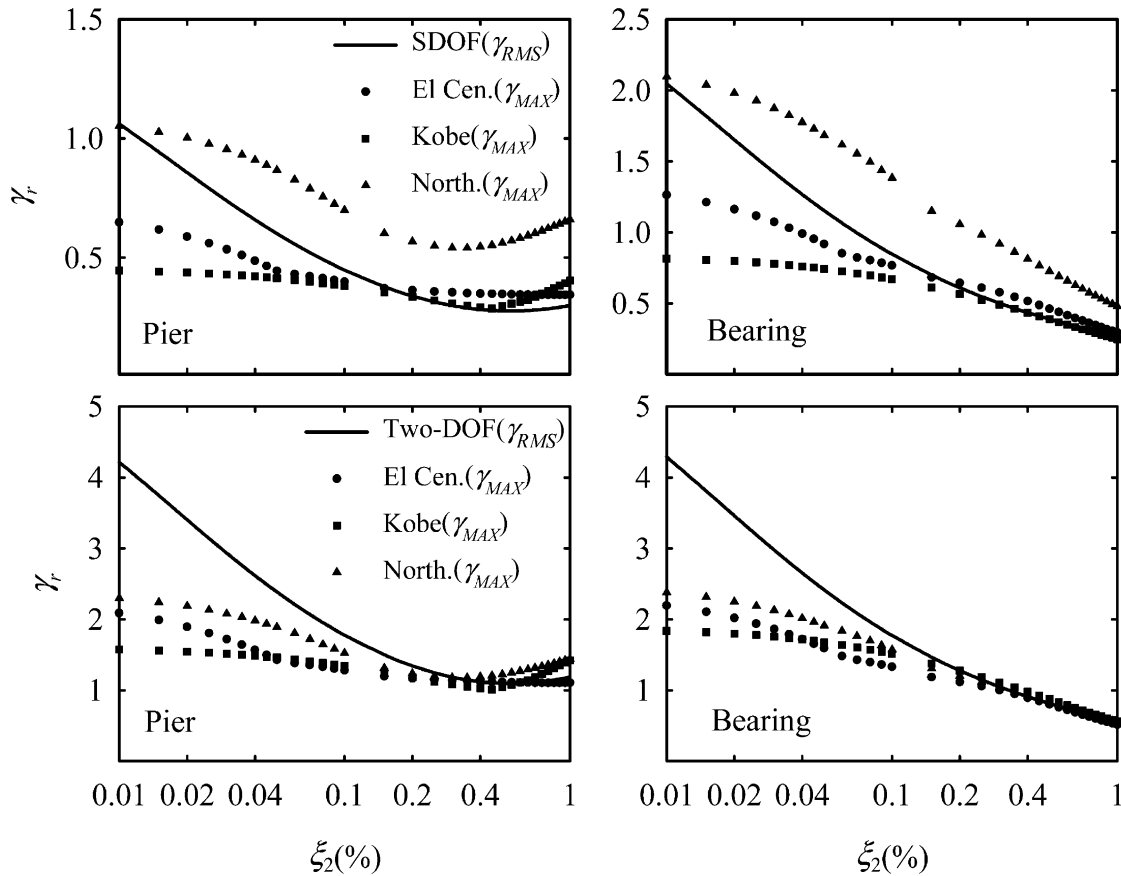 1.5
1.0
0.5
γr
SDOF(γRMS)
El Cen.(γMAX)
Kobe(γMAX)
North.(γMAX)
Pier
2.5
2.0
1.5
1.0
0.5
Bearing
5
4
3
2
1
γr
Two-DOF(γRMS)
El Cen.(γMAX)
Kobe(γMAX)
North.(γMAX)
Pier
0.01 0.02 0.04 0.1 0.2 0.4 1
ξ2(%)
5
4
3
2
1
Bearing
0.01 0.02 0.04 0.1 0.2 0.4 1
ξ2(%)